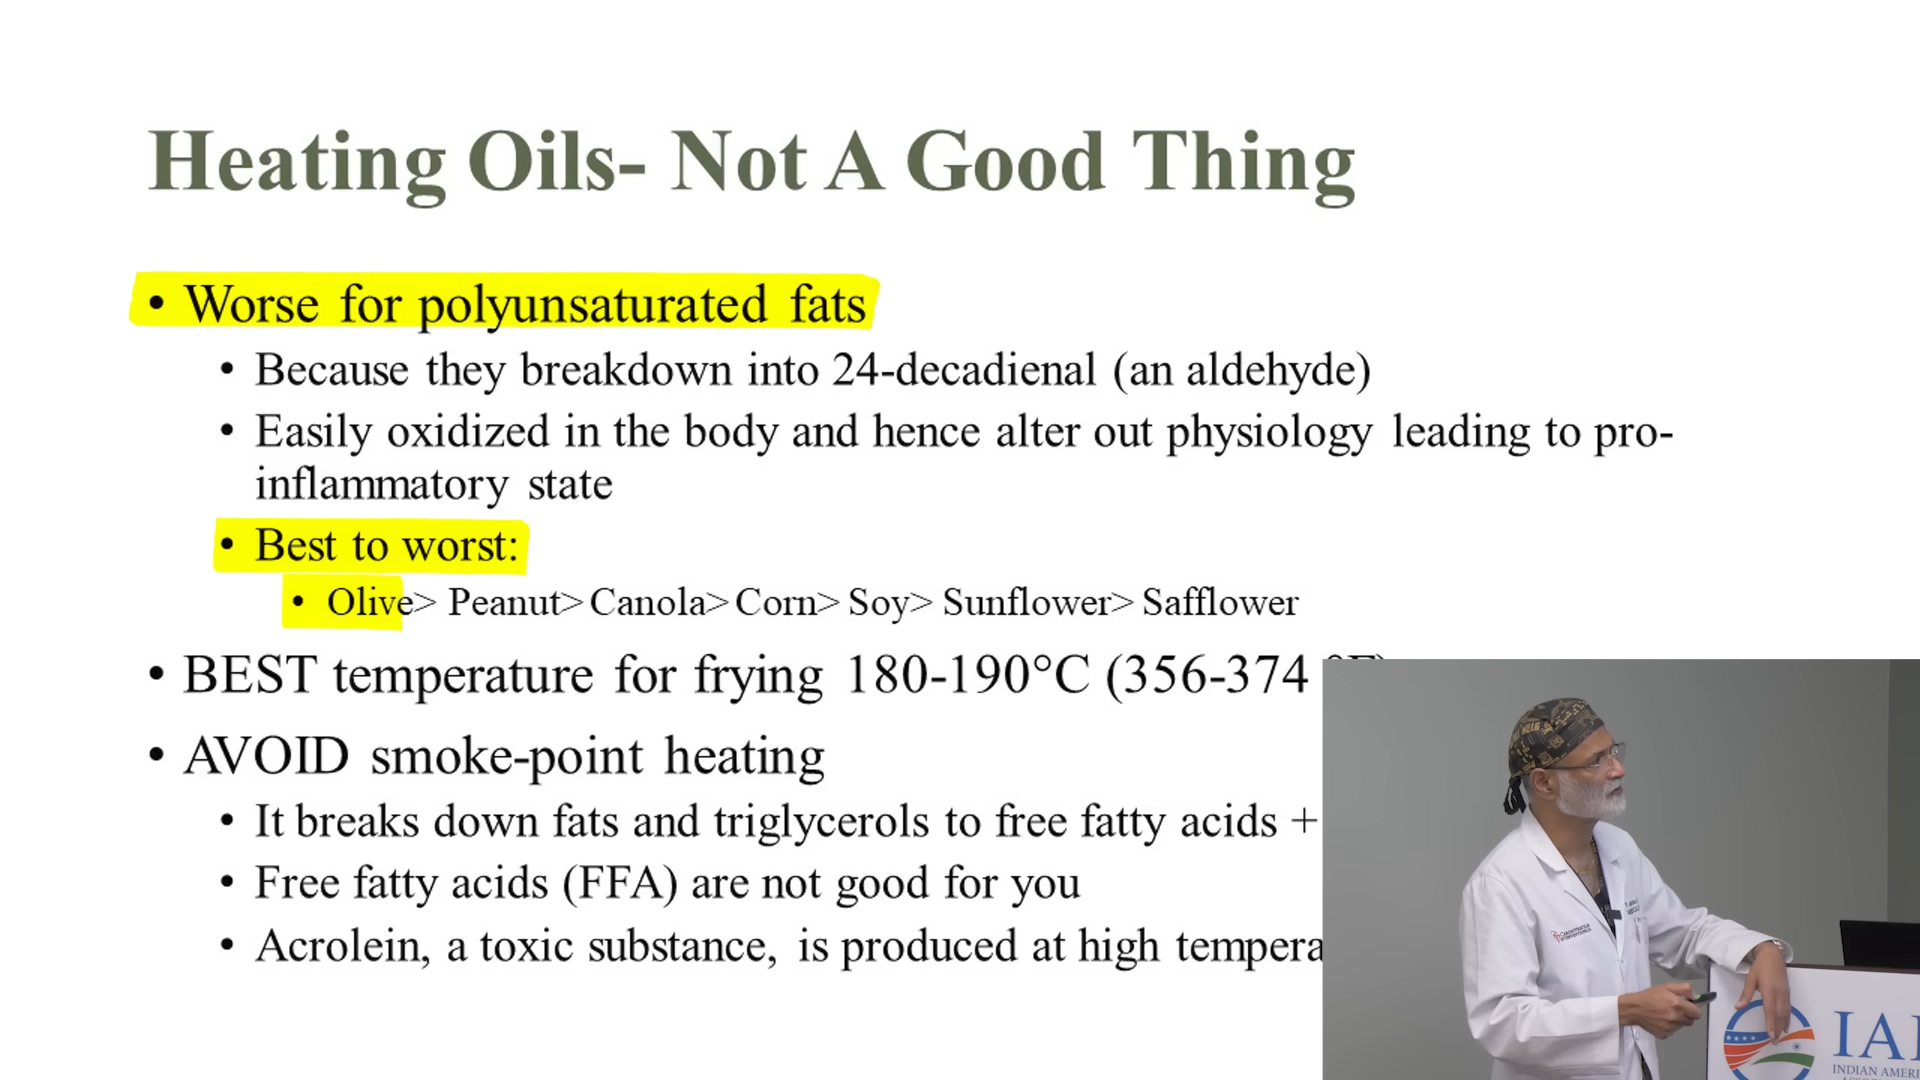 Heating Oils- Not A Good Thing
• Worse for polyunsaturated fats
• Because they breakdown into 24-decadienal (an aldehyde)
• Easily oxidized in the body and hence alter out physiology leading to pro-
inflammatory state
• Best to worst:
• Olive> Peanut> Canola> Corn> Soy> Sunflower> Safflower
• BEST temperature for frying 180-190°C (356-374 °F)
• AVOID smoke-point heating
• It breaks down fats and triglycerols to free fatty acids +
• Free fatty acids (FFA) are not good for you
• Acrolein, a toxic substance, is produced at high tempera
IA
INDIAN AMERI